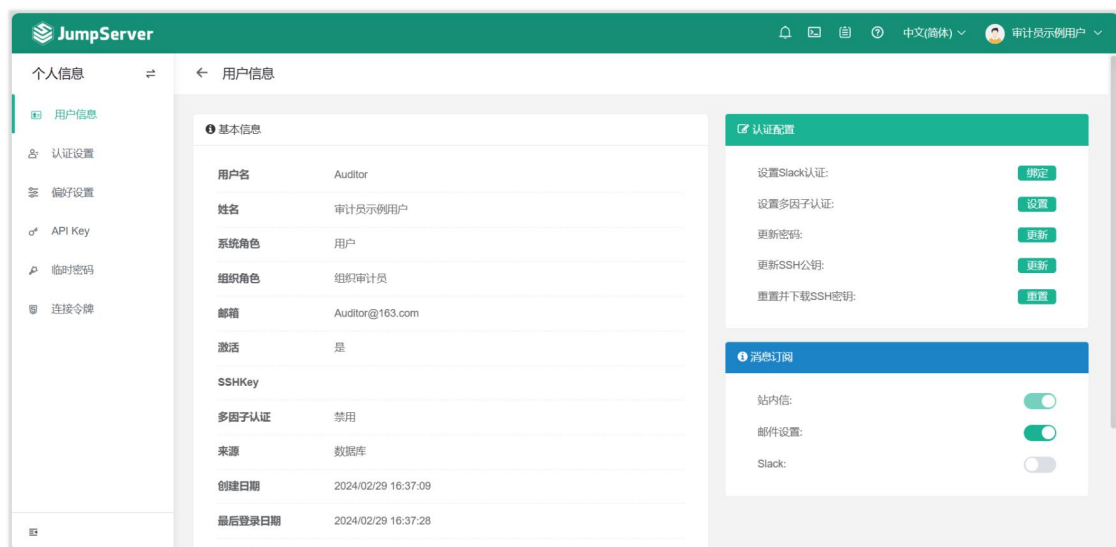 JumpServer
中文(简体)
审计员示例用户
个人信息
用户信息
用户信息
认证设置
偏好设置
API Key
临时密码
连接令牌
基本信息
用户名 Auditor
姓名 审计员示例用户
系统角色 用户
组织角色 组织审计员
邮箱 Auditor@163.com
激活 是
SSHKey
多因子认证 禁用
来源 数据库
创建日期 2024/02/29 16:37:09
最后登录日期 2024/02/29 16:37:28
认证配置
设置Slack认证: 绑定
设置多因子认证: 设置
更新密码: 更新
更新SSH公钥: 更新
重置并下载SSH密钥: 重置
消息订阅
站内信:
邮件设置:
Slack: